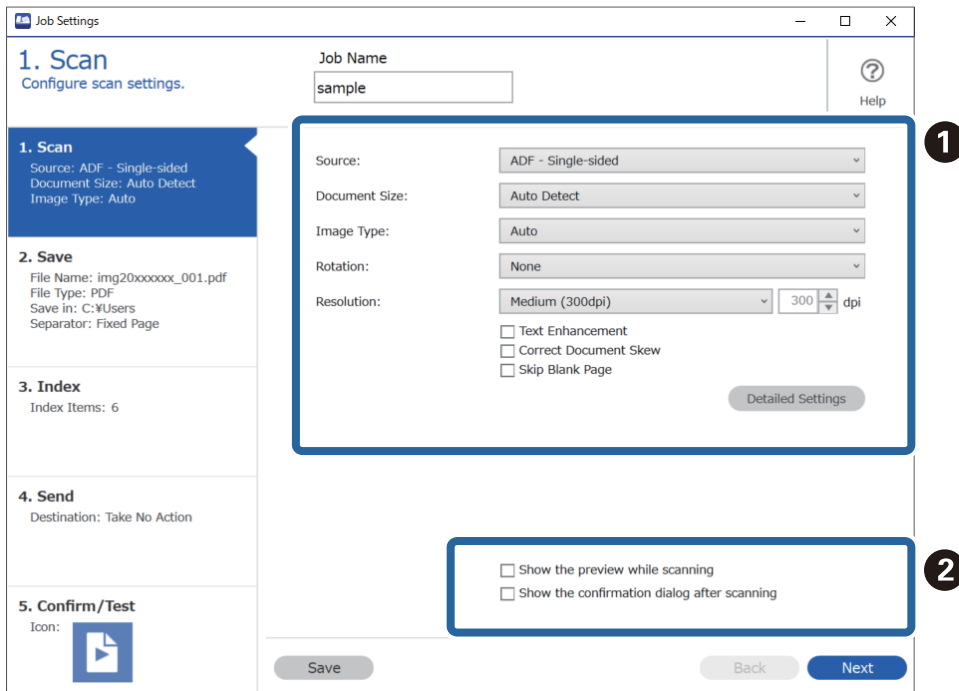 Job Settings
1. Scan
Configure scan settings.
Job Name
sample
?
Help
1. Scan
Source: ADF - Single-sided
Document Size: Auto Detect
Image Type: Auto
2. Save
File Name: img20xxxxxx_001.pdf
File Type: PDF
Save in: C:¥Users
Separator: Fixed Page
3. Index
Index Items: 6
4. Send
Destination: Take No Action
5. Confirm/Test
Icon:
1
Source: ADF - Single-sided
Document Size: Auto Detect
Image Type: Auto
Rotation: None
Resolution: Medium (300dpi) 300 dpi
Text Enhancement
Correct Document Skew
Skip Blank Page
Detailed Settings
2
Show the preview while scanning
Show the confirmation dialog after scanning
Save Back Next